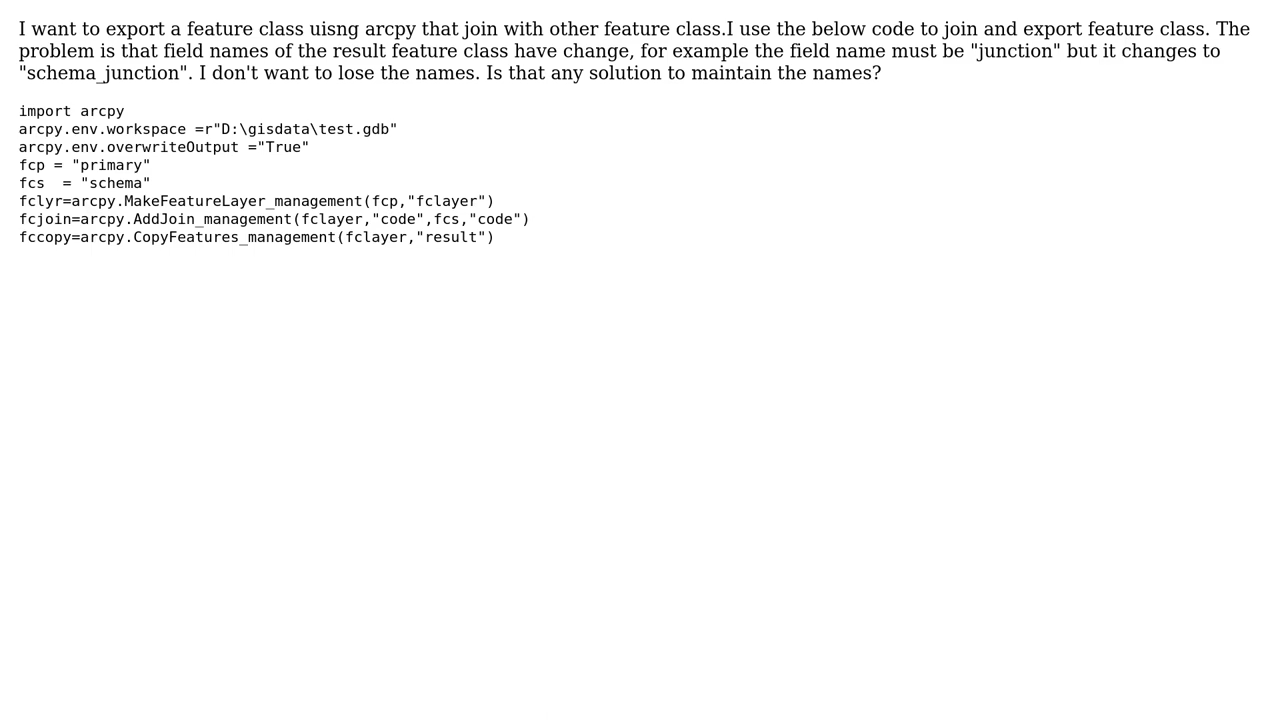 I want to export a feature class uisng arcpy that join with other feature class.I use the below code to join and export feature class. The
problem is that field names of the result feature class have change, for example the field name must be "junction" but it changes to
"schema_junction". I don't want to lose the names. Is that any solution to maintain the names?
import arcpy
arcpy.env.workspace =r"D:\gisdata\test.gdb"
arcpy.env.overwriteOutput ="True"
fcp = "primary"
fcs  = "schema"
fclyr=arcpy.MakeFeatureLayer_management(fcp,"fclayer")
fcjoin=arcpy.AddJoin_management(fclayer,"code",fcs,"code")
fccopy=arcpy.CopyFeatures_management(fclayer,"result")